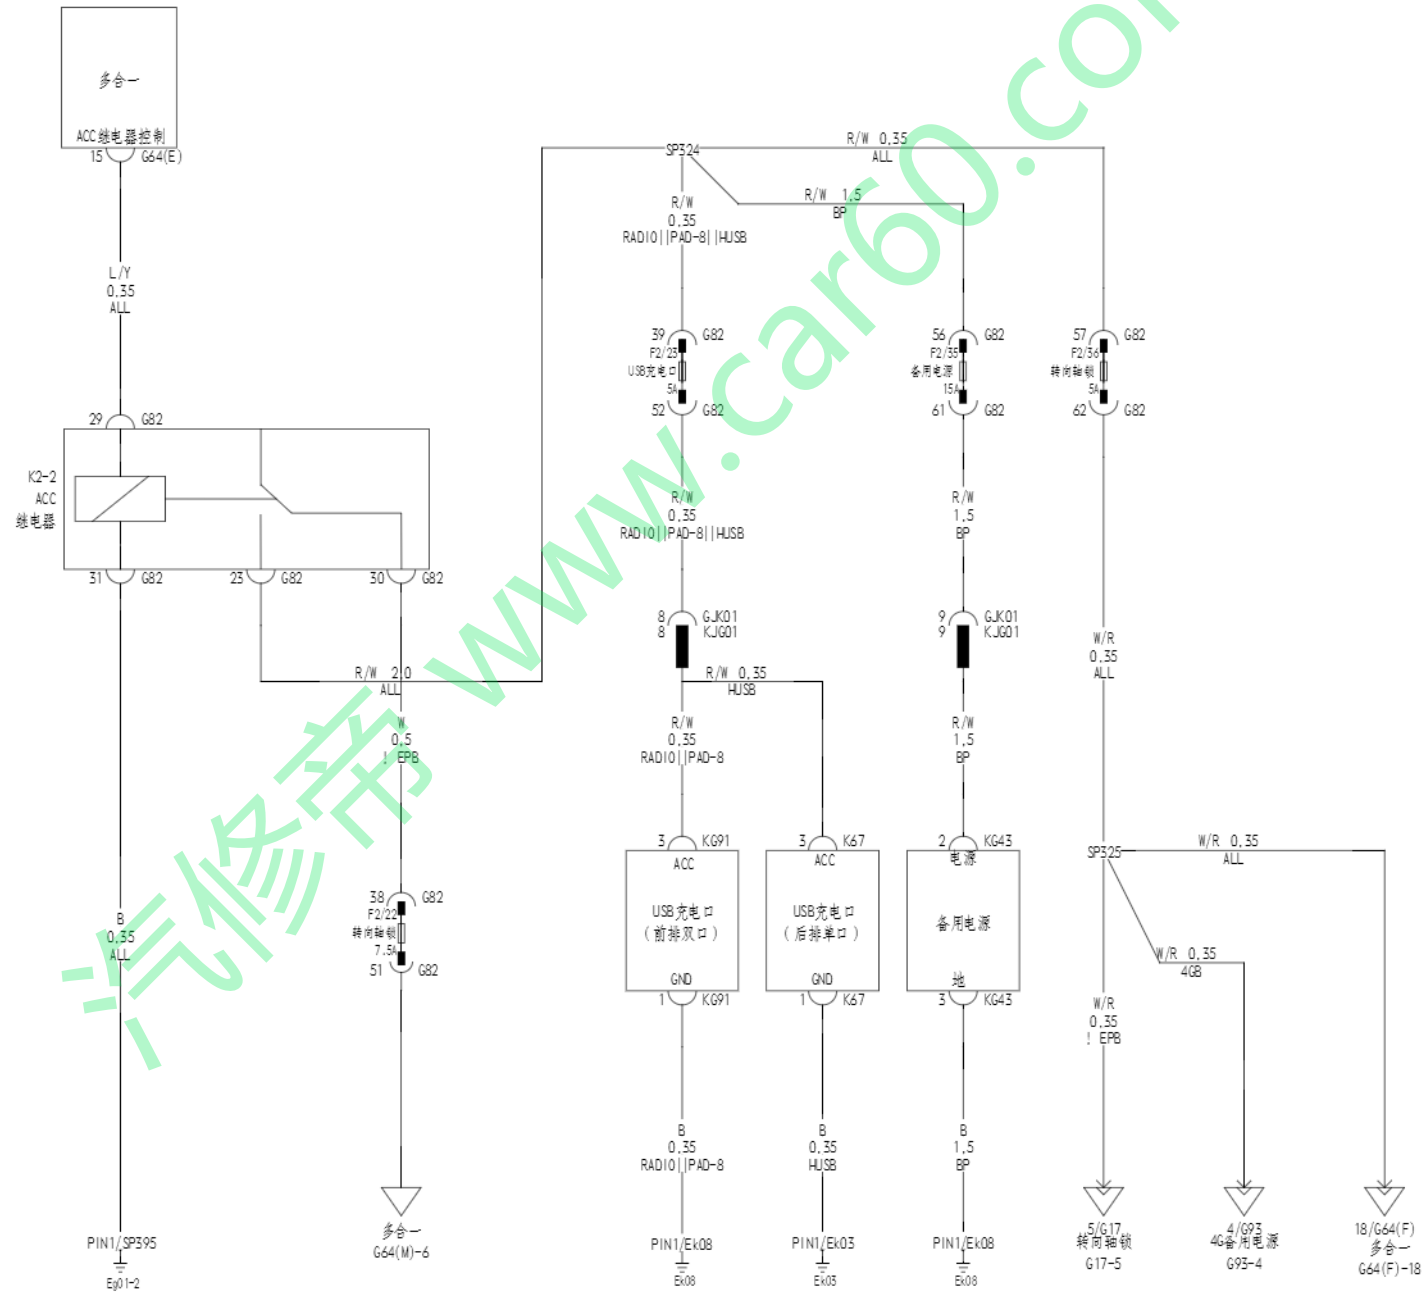 多合一
ACC继电器控制
15 G64(E)
L/Y
0.35
ALL
29 G82
K2-2
ACC
继电器
31 G82
23 G82
30 G82
R/W 2.0
ALL
W
0.5
! EPB
B
0.35
ALL
38 G82
F2/22
转向轴锁
7.5A
51 G82
PIN1/SP395
Eg01-2
多合一
G64(M)-6
SP324
R/W 0.35
ALL
R/W 1.5
BP
R/W
0.35
RADIO||PAD-8||HUSB
39 G82
F2/23
USB充电口
5A
52 G82
56 G82
F2/35
备用电源
15A
61 G82
57 G82
F2/36
转向轴锁
5A
62 G82
R/W
0.35
RADIO||PAD-8||HUSB
R/W
1.5
BP
8 GJK01
8 KJG01
9 GJK01
9 KJG01
W/R
0.35
ALL
R/W 0.35
HUSB
R/W
0.35
RADIO||PAD-8
R/W
1.5
BP
3 KG91
ACC
USB充电口
(前排双口)
GND
1 KG91
3 K67
ACC
USB充电口
(后排单口)
GND
1 K67
2 KG43
电源
备用电源
地
3 KG43
SP325
W/R 0.35
ALL
W/R 0.35
4GB
W/R
0.35
! EPB
B
0.35
RADIO||PAD-8
B
0.35
HUSB
B
1.5
BP
PIN1/Ek08
Ek08
PIN1/Ek03
Ek03
PIN1/Ek08
Ek08
5/G17
转向轴锁
G17-5
4/G93
4G备用电源
G93-4
18/G64(F)
多合一
G64(F)-18
汽修帝 www.car60.com